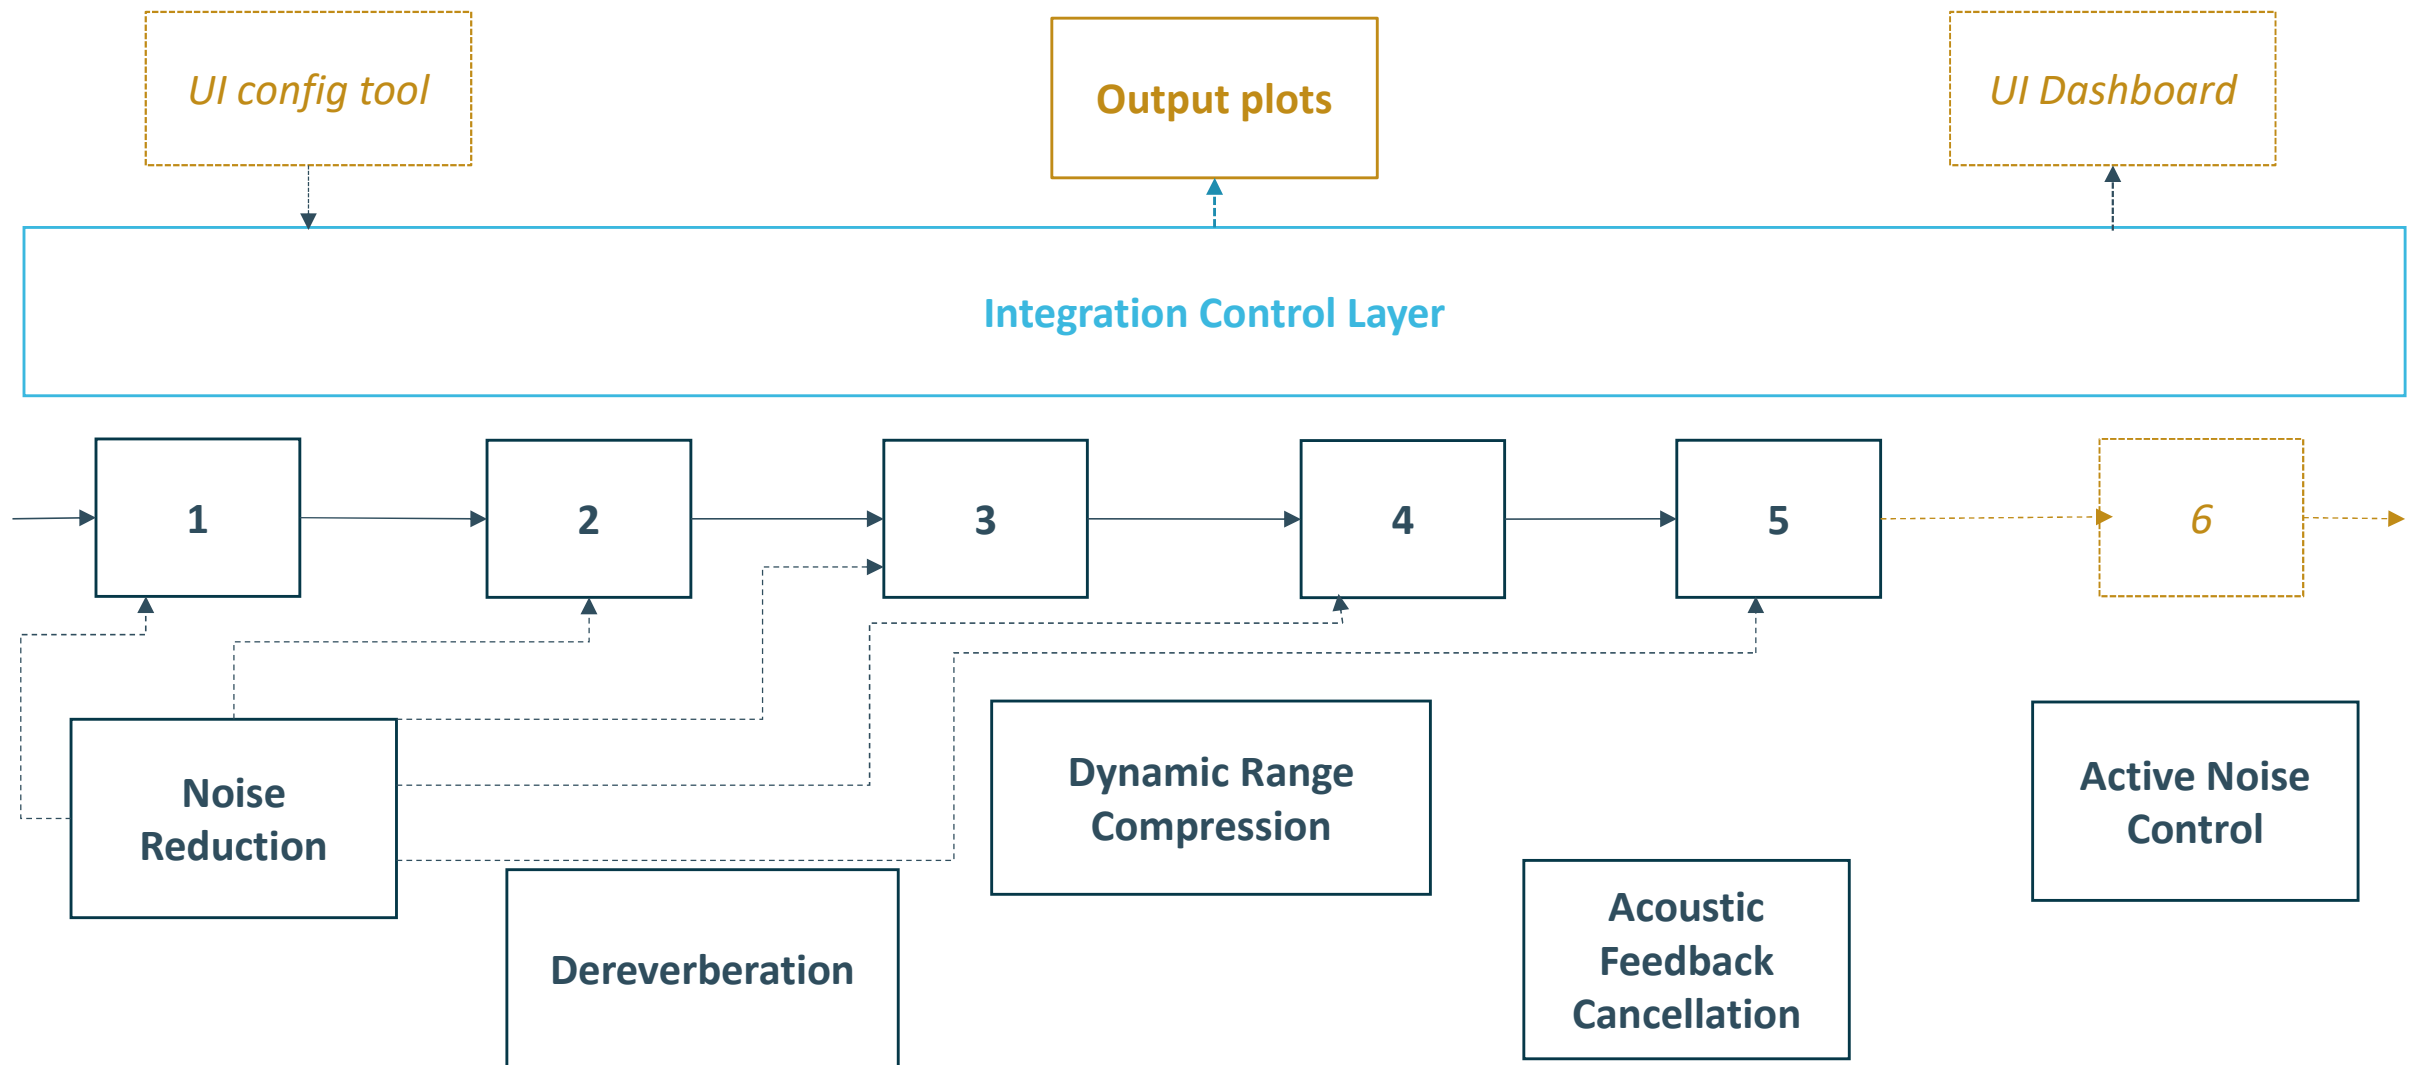 UI config tool
Output plots
UI Dashboard
Integration Control Layer
1
2
3
4
5
6
Noise
Reduction
Dereverberation
Dynamic Range
Compression
Acoustic
Feedback
Cancellation
Active Noise
Control